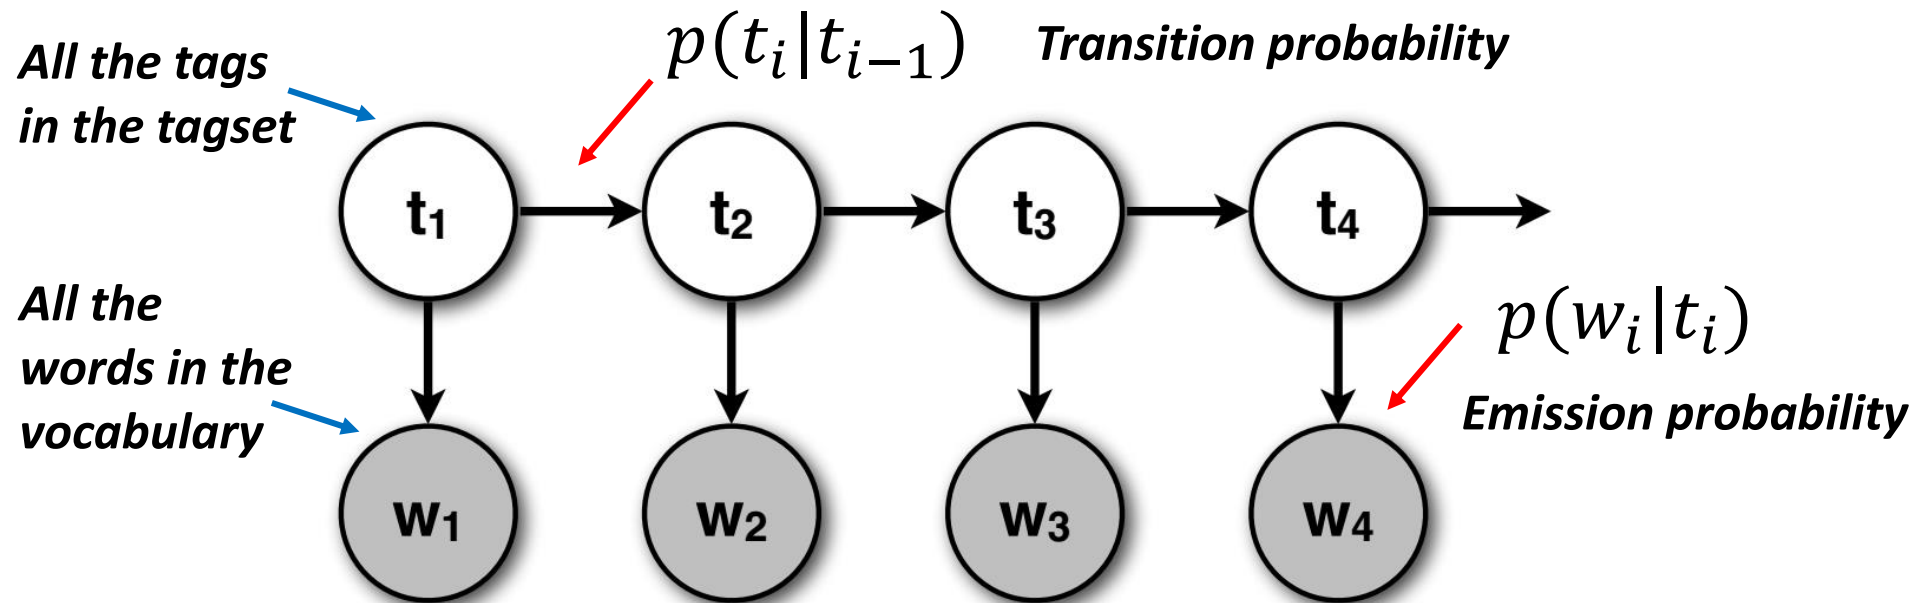 p(t_i|t_{i−1}) Transition probability
All the tags
in the tagset
t1 t2 t3 t4
All the
words in the
vocabulary
p(w_i|t_i)
Emission probability
w1 w2 w3 w4